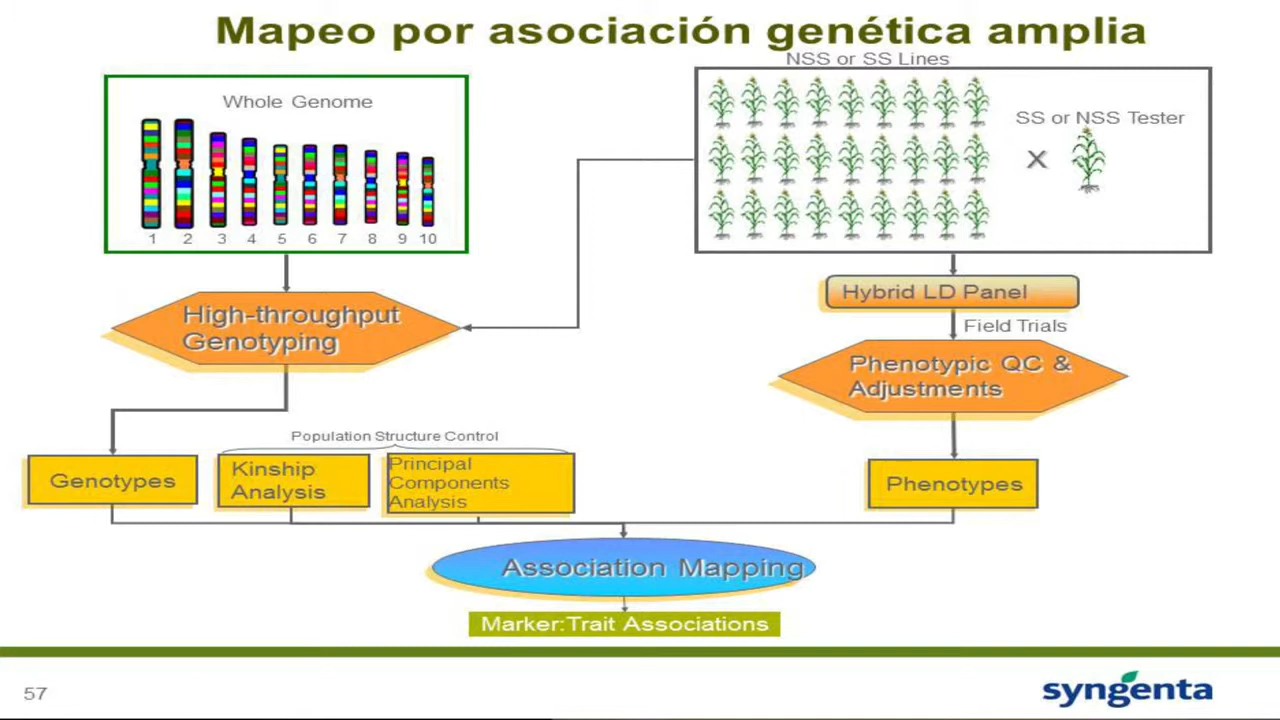 Mapeo por asociación genética amplia
NSS or SS Lines
Whole Genome
SS or NSS Tester
X
1 2 3 4 5 6 7 8 9 10
Hybrid LD Panel
High-throughput
Genotyping
Field Trials
Phenotypic QC &
Adjustments
Population Structure Control
Genotypes
Kinship
Analysis
Principal
Components
Analysis
Phenotypes
Association Mapping
Marker:Trait Associations
57
syngenta